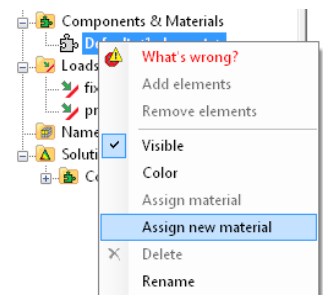 Components & Materials
What's wrong?
Loads
Add elements
Remove elements
Visible
Color
Assign material
Assign new material
Delete
Rename